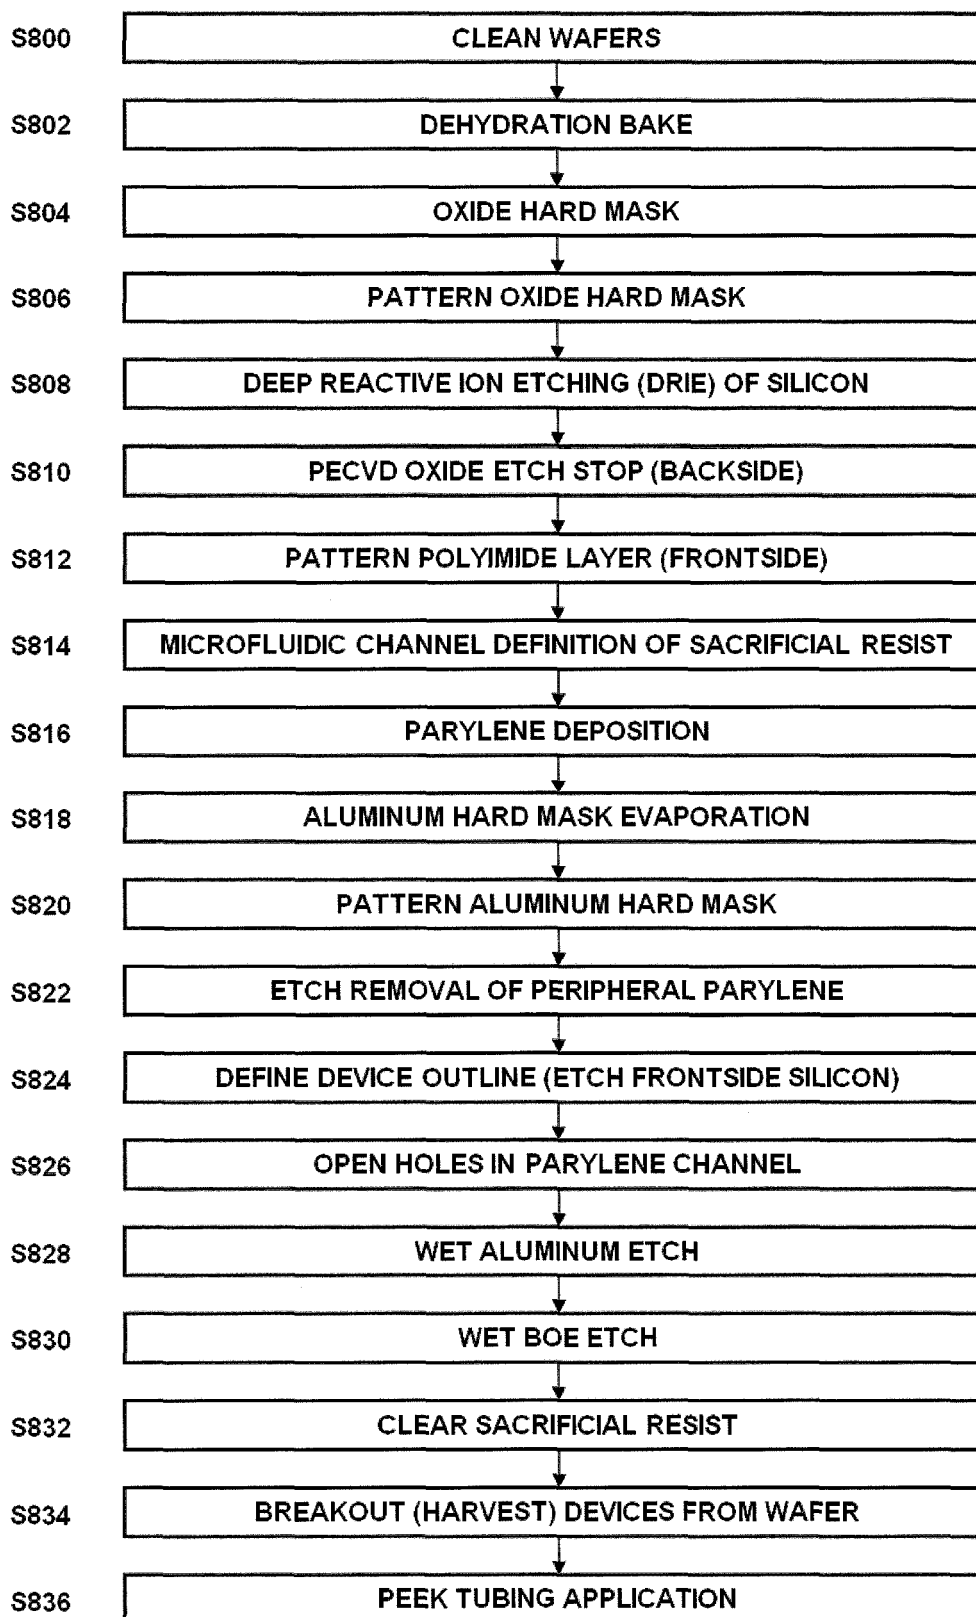 S800 CLEAN WAFERS
S802 DEHYDRATION BAKE
S804 OXIDE HARD MASK
S806 PATTERN OXIDE HARD MASK
S808 DEEP REACTIVE ION ETCHING (DRIE) OF SILICON
S810 PECVD OXIDE ETCH STOP (BACKSIDE)
S812 PATTERN POLYIMIDE LAYER (FRONTSIDE)
S814 MICROFLUIDIC CHANNEL DEFINITION OF SACRIFICIAL RESIST
S816 PARYLENE DEPOSITION
S818 ALUMINUM HARD MASK EVAPORATION
S820 PATTERN ALUMINUM HARD MASK
S822 ETCH REMOVAL OF PERIPHERAL PARYLENE
S824 DEFINE DEVICE OUTLINE (ETCH FRONTSIDE SILICON)
S826 OPEN HOLES IN PARYLENE CHANNEL
S828 WET ALUMINUM ETCH
S830 WET BOE ETCH
S832 CLEAR SACRIFICIAL RESIST
S834 BREAKOUT (HARVEST) DEVICES FROM WAFER
S836 PEEK TUBING APPLICATION